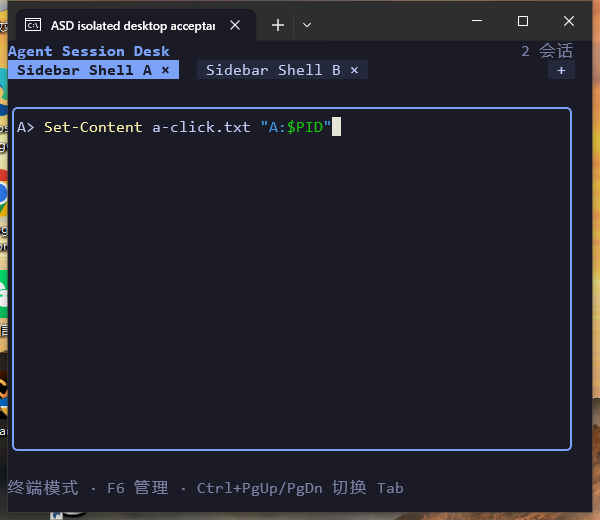 ASD isolated desktop acceptan
Agent Session Desk
2 会话
Sidebar Shell A ×
Sidebar Shell B ×
+
A> Set-Content a-click.txt "A:$PID"
终端模式 · F6 管理 · Ctrl+PgUp/PgDn 切换 Tab